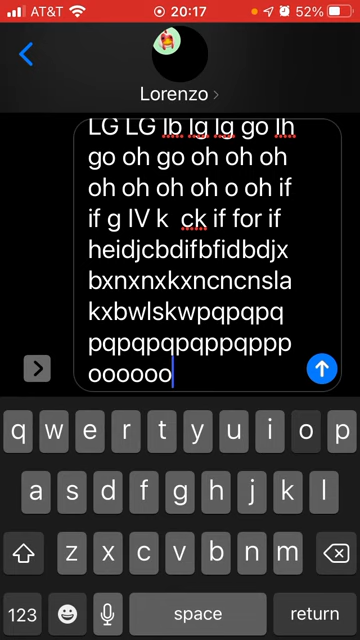 AT&T 20:17 52%
Lorenzo >
LG LG lb lg lg go lh
go oh go oh oh oh
oh oh oh oh o oh if
if g IV k ck if for if
heidjcbdifbfidbdjx
bxnxnxkxncncnsla
kxbwlskwpqpqpq
pqpqpqpqppqppp
oooooo
q w e r t y u i o p
a s d f g h j k l
z x c v b n m
123 space return